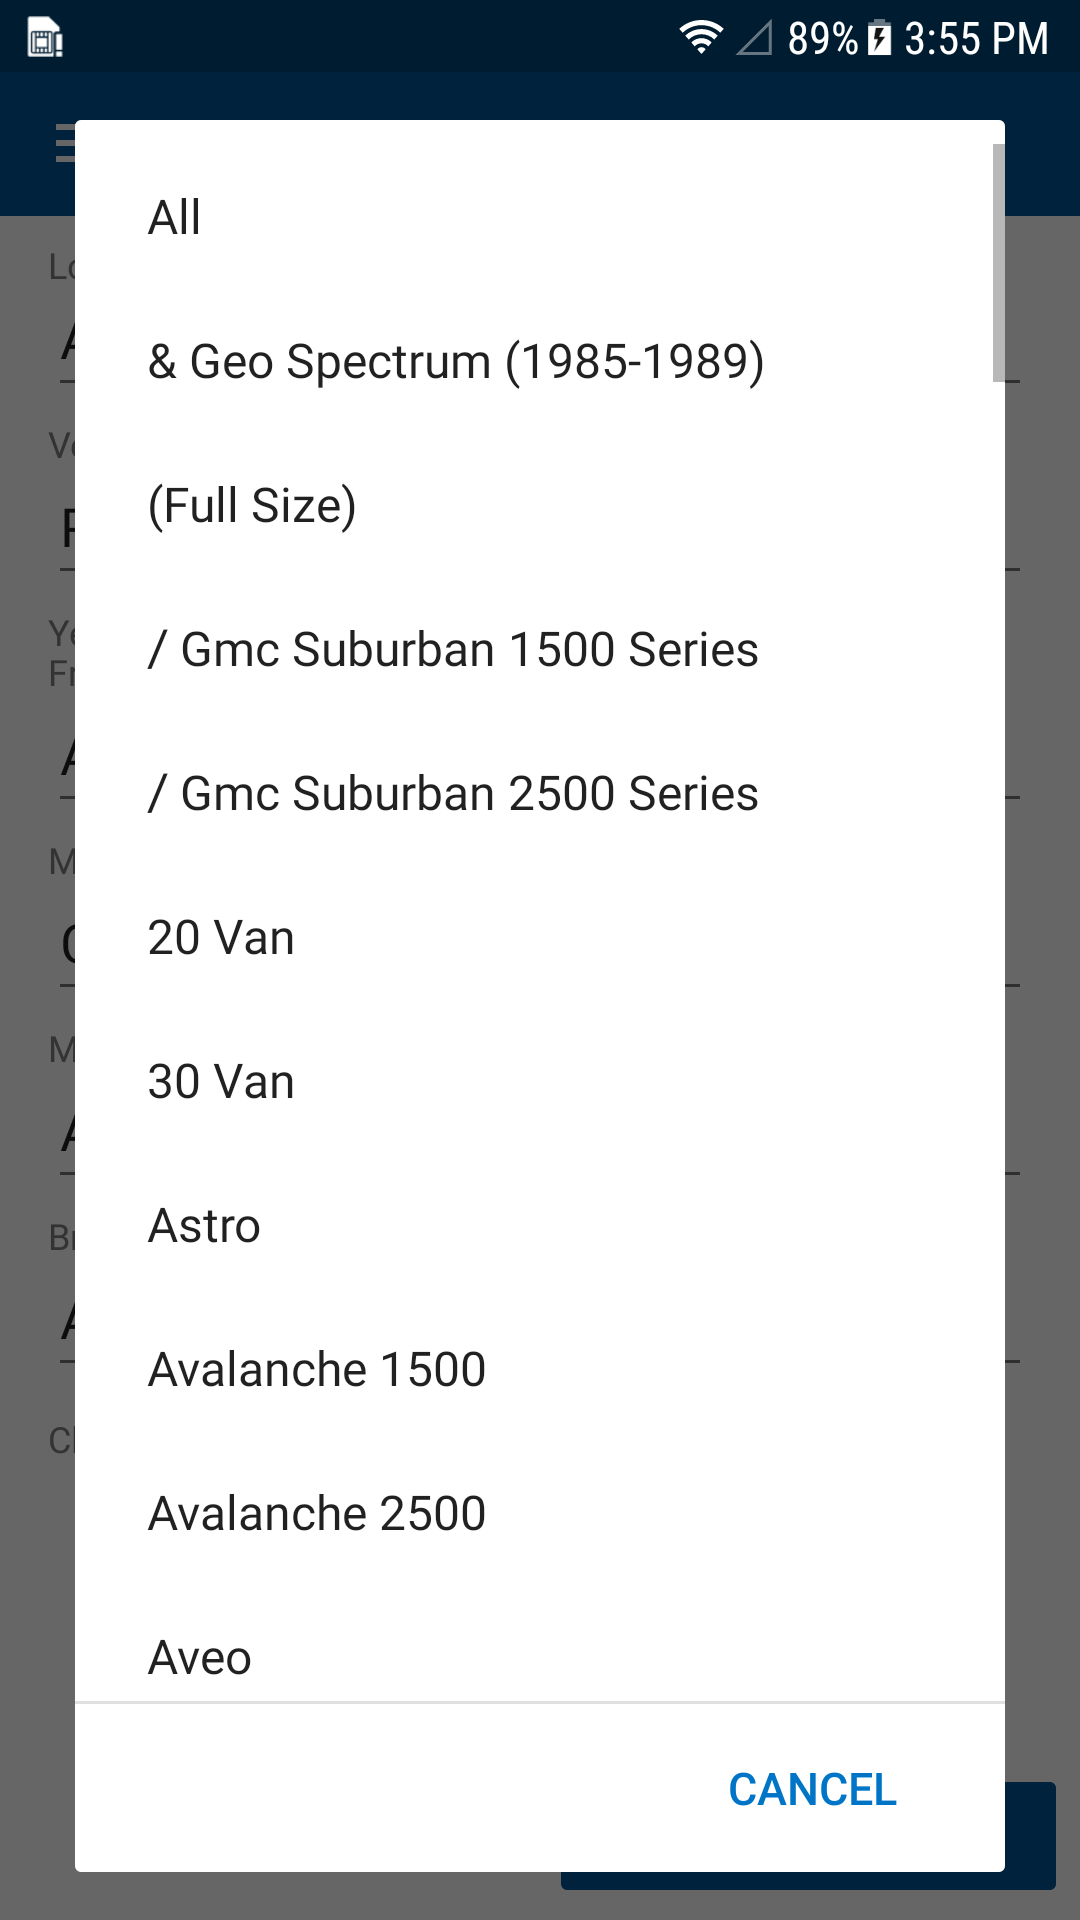 89% 3:55 PM
All
& Geo Spectrum (1985-1989)
(Full Size)
/ Gmc Suburban 1500 Series
/ Gmc Suburban 2500 Series
20 Van
30 Van
Astro
Avalanche 1500
Avalanche 2500
Aveo
CANCEL